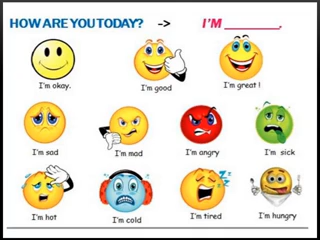 HOW ARE YOU TODAY? -> I'M ________.
I'm okay.
I'm good
I'm great !
I'm sad
I'm mad
I'm angry
I'm sick
I'm hot
I'm cold
I'm tired
I'm hungry